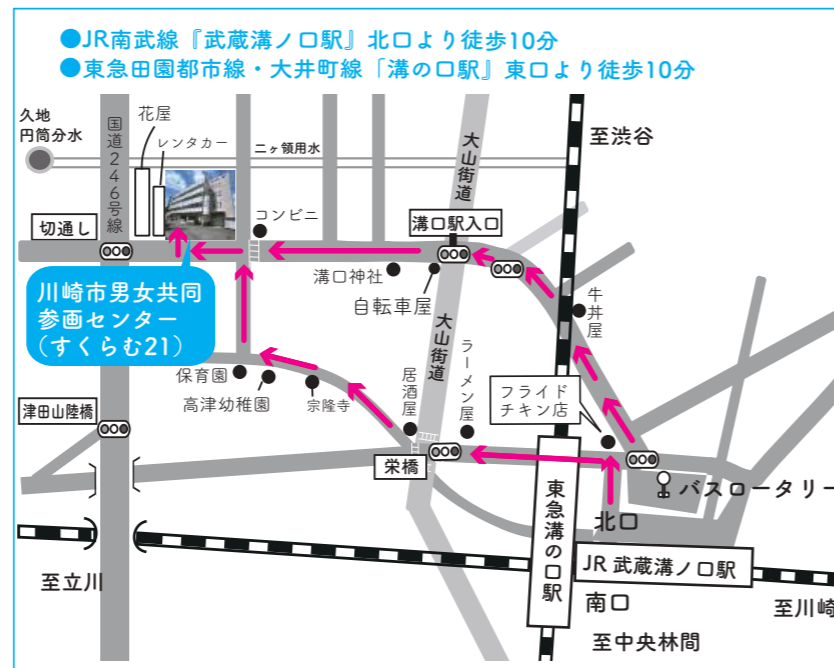 ●JR南武線『武蔵溝ノ口駅』北口より徒歩10分
●東急田園都市線・大井町線「溝の口駅』東口より徒歩10分
久地
円筒分水
国道246号線
花屋
レンタカー
二ヶ領用水
大山街道
至渋谷
切通し
コンビニ
溝口駅入口
溝口神社
自転車屋
牛丼屋
川崎市男女共同
参画センター
(すくらむ21)
大山街道
ラーメン屋
居酒屋
保育園
高津幼稚園
宗隆寺
フライド
チキン店
津田山陸橋
栄橋
バスロータリー
東急溝の口駅
北口
JR 武蔵溝ノ口駅
至立川
南口
至川崎
至中央林間